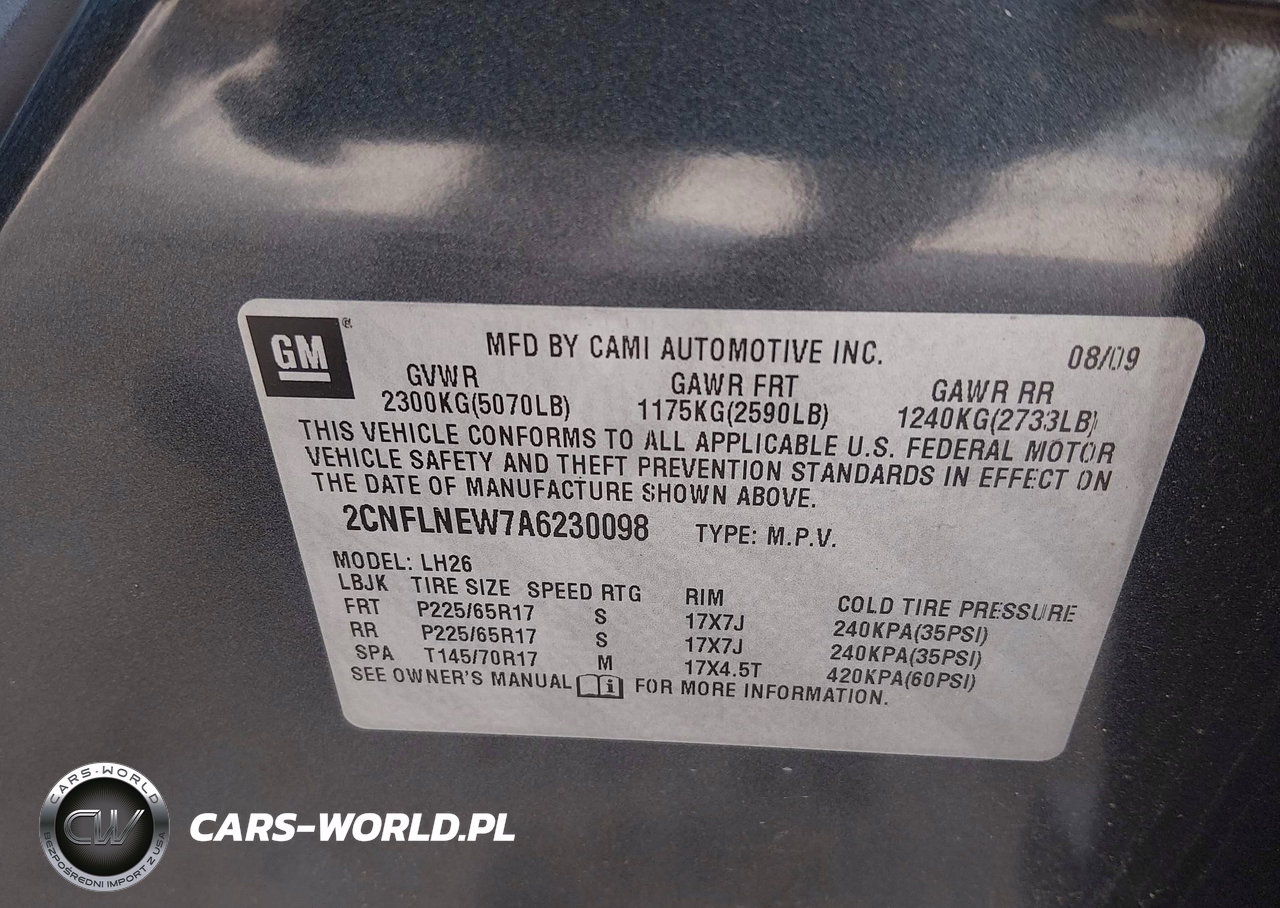 GM
MFD BY CAMI AUTOMOTIVE INC. 08/09
GVWR GAWR FRT GAWR RR
2300KG(5070LB) 1175KG(2590LB) 1240KG(2733LB)
THIS VEHICLE CONFORMS TO ALL APPLICABLE U.S. FEDERAL MOTOR
VEHICLE SAFETY AND THEFT PREVENTION STANDARDS IN EFFECT ON
THE DATE OF MANUFACTURE SHOWN ABOVE.
2CNFLNEW7A6230098 TYPE: M.P.V.
MODEL: LH26
LBJK TIRE SIZE SPEED RTG RIM COLD TIRE PRESSURE
FRT P225/65R17 S 17X7J 240KPA(35PSI)
RR P225/65R17 S 17X7J 240KPA(35PSI)
SPA T145/70R17 M 17X4.5T 420KPA(60PSI)
SEE OWNER'S MANUAL i FOR MORE INFORMATION.
CARS-WORLD
CW
BEZPOŚREDNI IMPORT Z USA
CARS-WORLD.PL